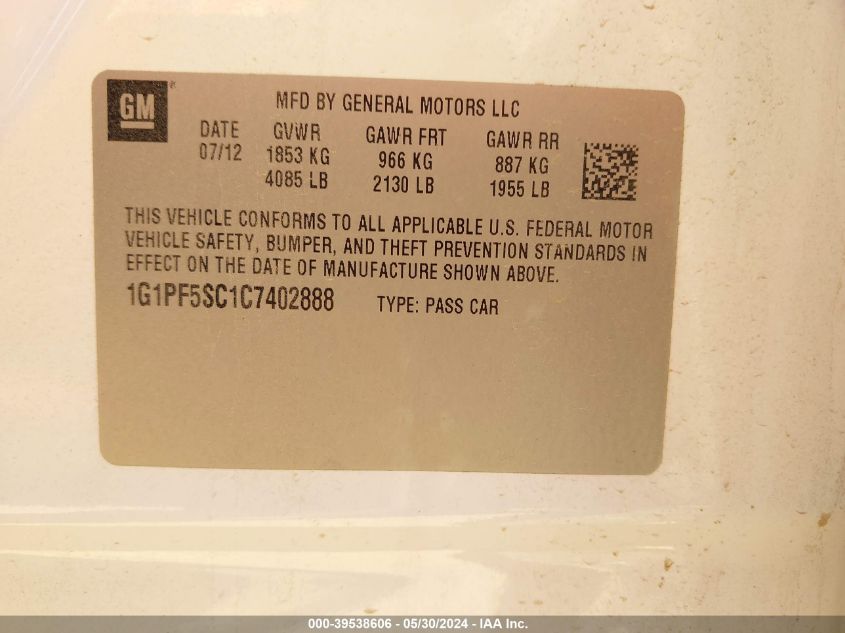 GM
MFD BY GENERAL MOTORS LLC
DATE GVWR GAWR FRT GAWR RR
07/12 1853 KG 966 KG 887 KG
4085 LB 2130 LB 1955 LB
THIS VEHICLE CONFORMS TO ALL APPLICABLE U.S. FEDERAL MOTOR
VEHICLE SAFETY, BUMPER, AND THEFT PREVENTION STANDARDS IN
EFFECT ON THE DATE OF MANUFACTURE SHOWN ABOVE.
1G1PF5SC1C7402888 TYPE: PASS CAR
000-39538606 - 05/30/2024 - IAA Inc.